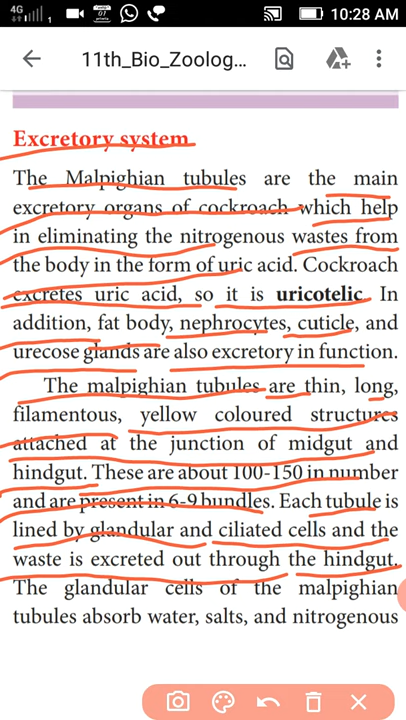 4G 1 10:28 AM
11th_Bio_Zoolog...
Excretory system
The Malpighian tubules are the main
excretory organs of cockroach which help
in eliminating the nitrogenous wastes from
the body in the form of uric acid. Cockroach
excretes uric acid, so it is uricotelic. In
addition, fat body, nephrocytes, cuticle, and
urecose glands are also excretory in function.
The malpighian tubules are thin, long,
filamentous, yellow coloured structures
attached at the junction of midgut and
hindgut. These are about 100-150 in number
and are present in 6-9 bundles. Each tubule is
lined by glandular and ciliated cells and the
waste is excreted out through the hindgut.
The glandular cells of the malpighian
tubules absorb water, salts, and nitrogenous